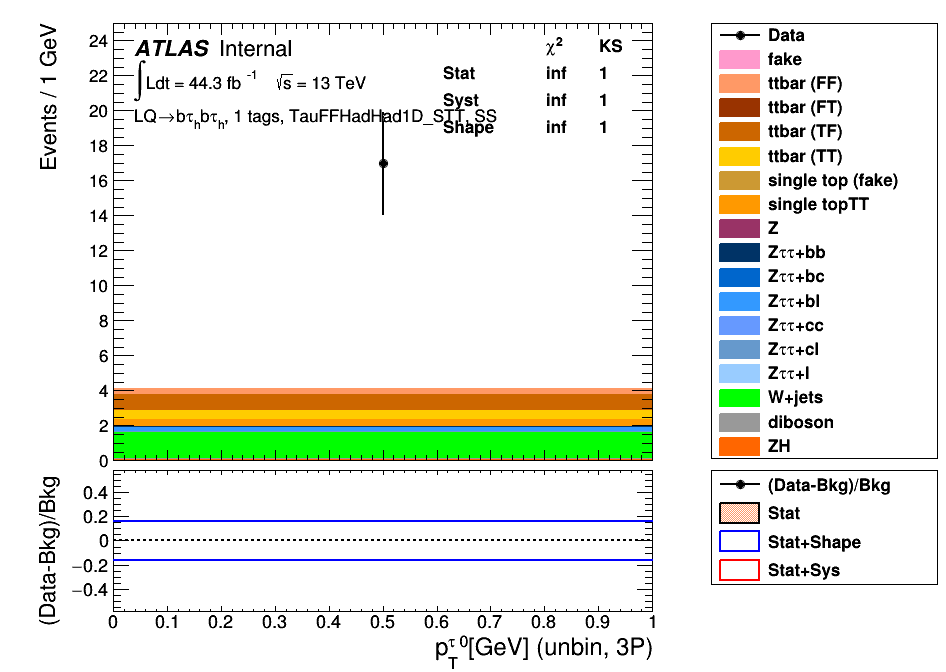 Events / 1 GeV
24
22
20
18
16
14
12
10
8
6
4
2
0
ATLAS Internal
∫Ldt = 44.3 fb⁻¹ √s = 13 TeV
LQ→bτhbτh, 1 tags, TauFFHadHad1D_STT, SS
χ² KS
Stat inf 1
Syst inf 1
Shape inf 1
Data
fake
ttbar (FF)
ttbar (FT)
ttbar (TF)
ttbar (TT)
single top (fake)
single topTT
Z
Zττ+bb
Zττ+bc
Zττ+bl
Zττ+cc
Zττ+cl
Zττ+l
W+jets
diboson
ZH
(Data-Bkg)/Bkg
0.4
0.2
0
−0.2
−0.4
0 0.1 0.2 0.3 0.4 0.5 0.6 0.7 0.8 0.9 1
pTτ 0[GeV] (unbin, 3P)
(Data-Bkg)/Bkg
Stat
Stat+Shape
Stat+Sys